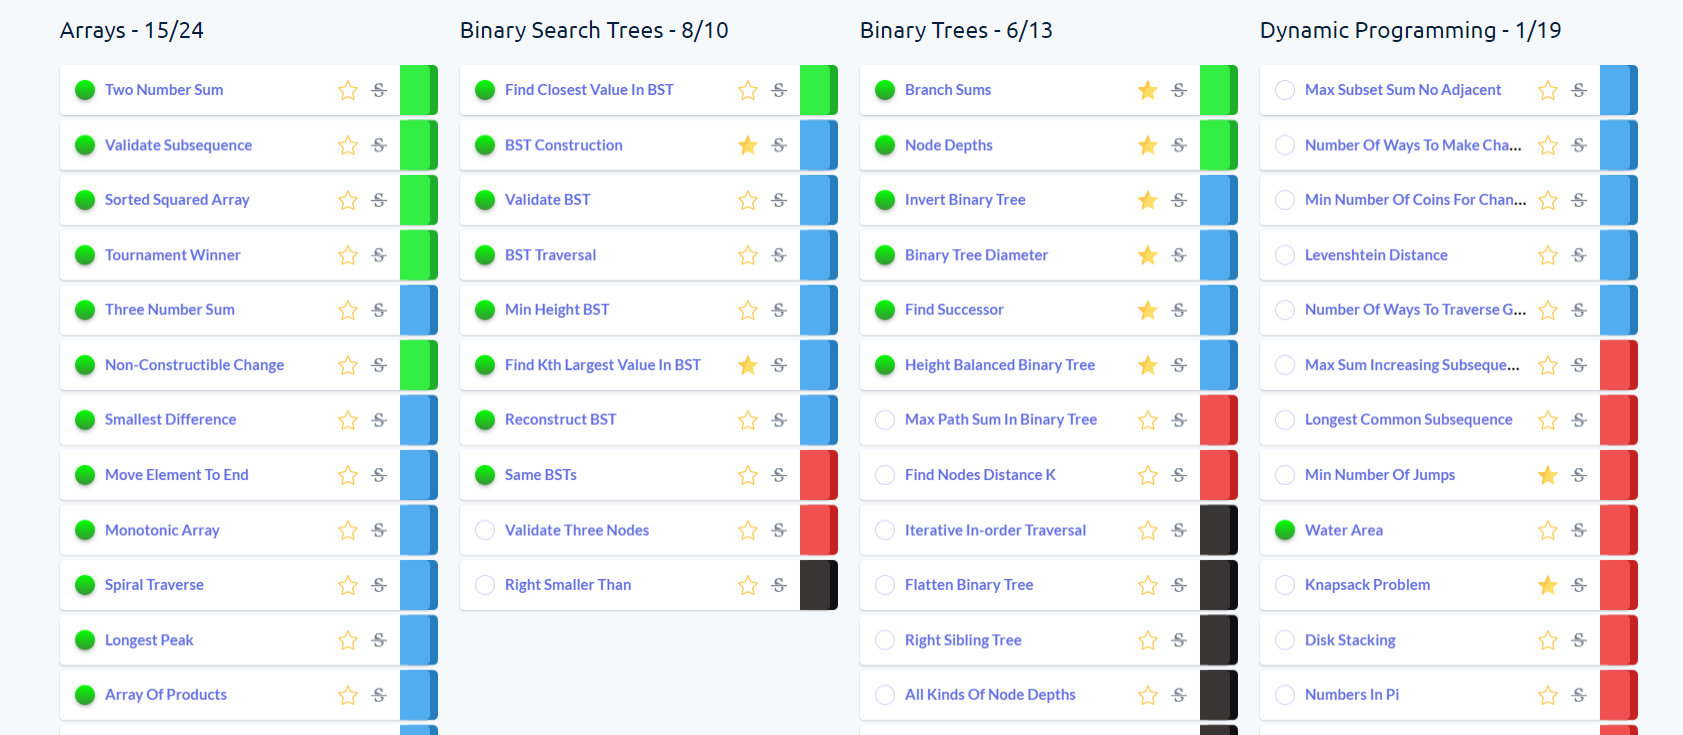 Arrays - 15/24
Two Number Sum
Validate Subsequence
Sorted Squared Array
Tournament Winner
Three Number Sum
Non-Constructible Change
Smallest Difference
Move Element To End
Monotonic Array
Spiral Traverse
Longest Peak
Array Of Products
Binary Search Trees - 8/10
Find Closest Value In BST
BST Construction
Validate BST
BST Traversal
Min Height BST
Find Kth Largest Value In BST
Reconstruct BST
Same BSTs
Validate Three Nodes
Right Smaller Than
Binary Trees - 6/13
Branch Sums
Node Depths
Invert Binary Tree
Binary Tree Diameter
Find Successor
Height Balanced Binary Tree
Max Path Sum In Binary Tree
Find Nodes Distance K
Iterative In-order Traversal
Flatten Binary Tree
Right Sibling Tree
All Kinds Of Node Depths
Dynamic Programming - 1/19
Max Subset Sum No Adjacent
Number Of Ways To Make Cha...
Min Number Of Coins For Chan...
Levenshtein Distance
Number Of Ways To Traverse G...
Max Sum Increasing Subseque...
Longest Common Subsequence
Min Number Of Jumps
Water Area
Knapsack Problem
Disk Stacking
Numbers In Pi